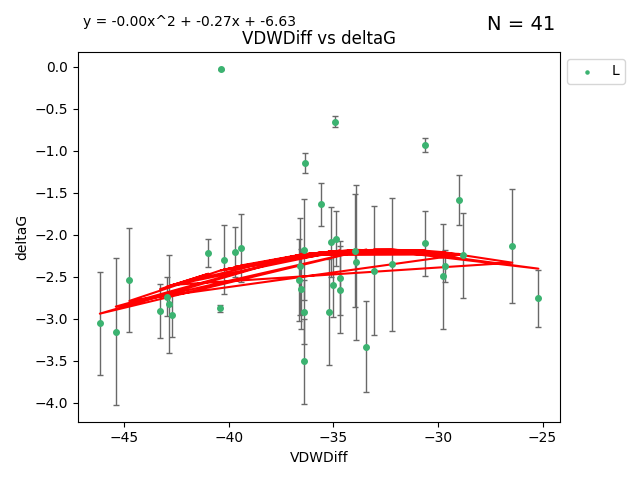 y = -0.00x^2 + -0.27x + -6.63
N = 41
VDWDiff vs deltaG
L
deltaG
0.0
−0.5
−1.0
−1.5
−2.0
−2.5
−3.0
−3.5
−4.0
−45
−40
−35
−30
−25
VDWDiff